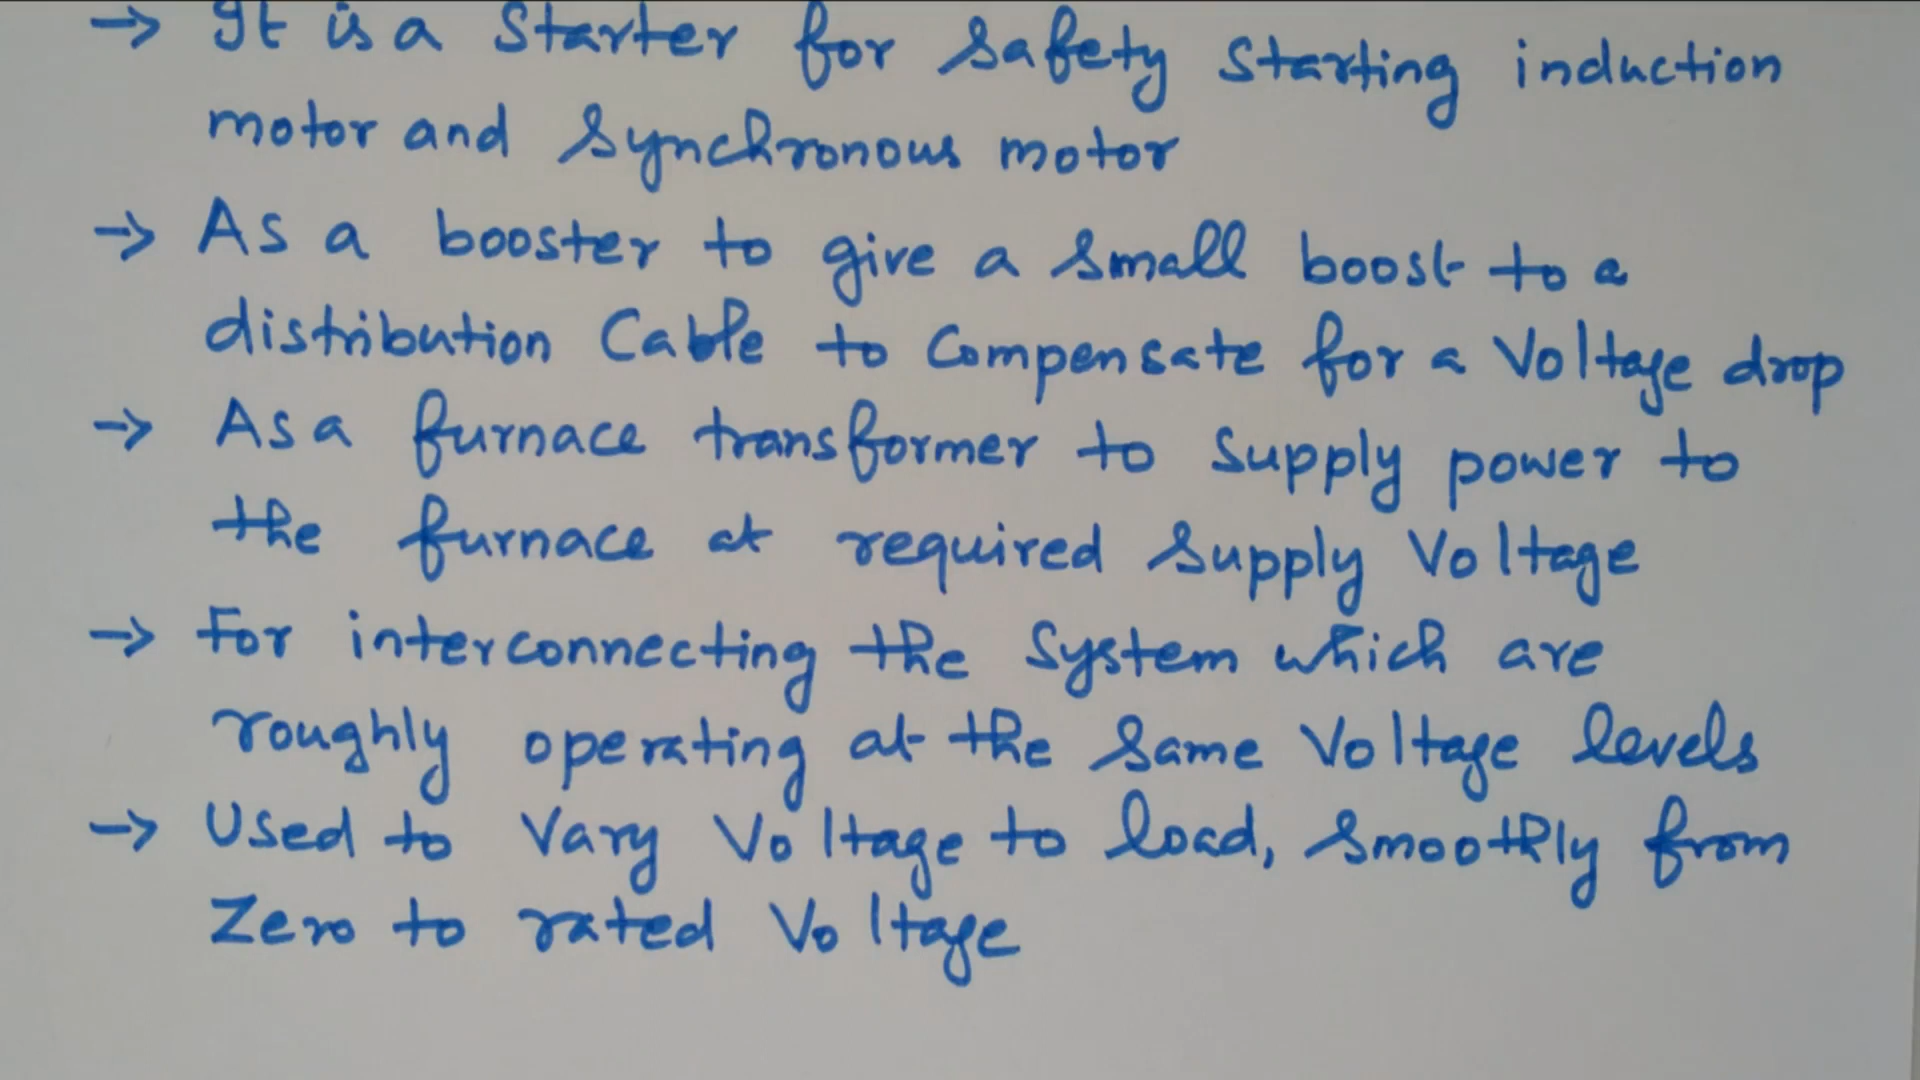 → It is a Starter for safety Starting induction
motor and synchronous motor
→ As a booster to give a small boost to a
distribution Cable to Compensate for a Voltage drop
→ As a furnace transformer to Supply power to
the furnace at required supply Voltage
→ For interconnecting the System which are
roughly operating at the same Voltage levels
→ Used to Vary Voltage to load, smoothly from
Zero to rated Voltage